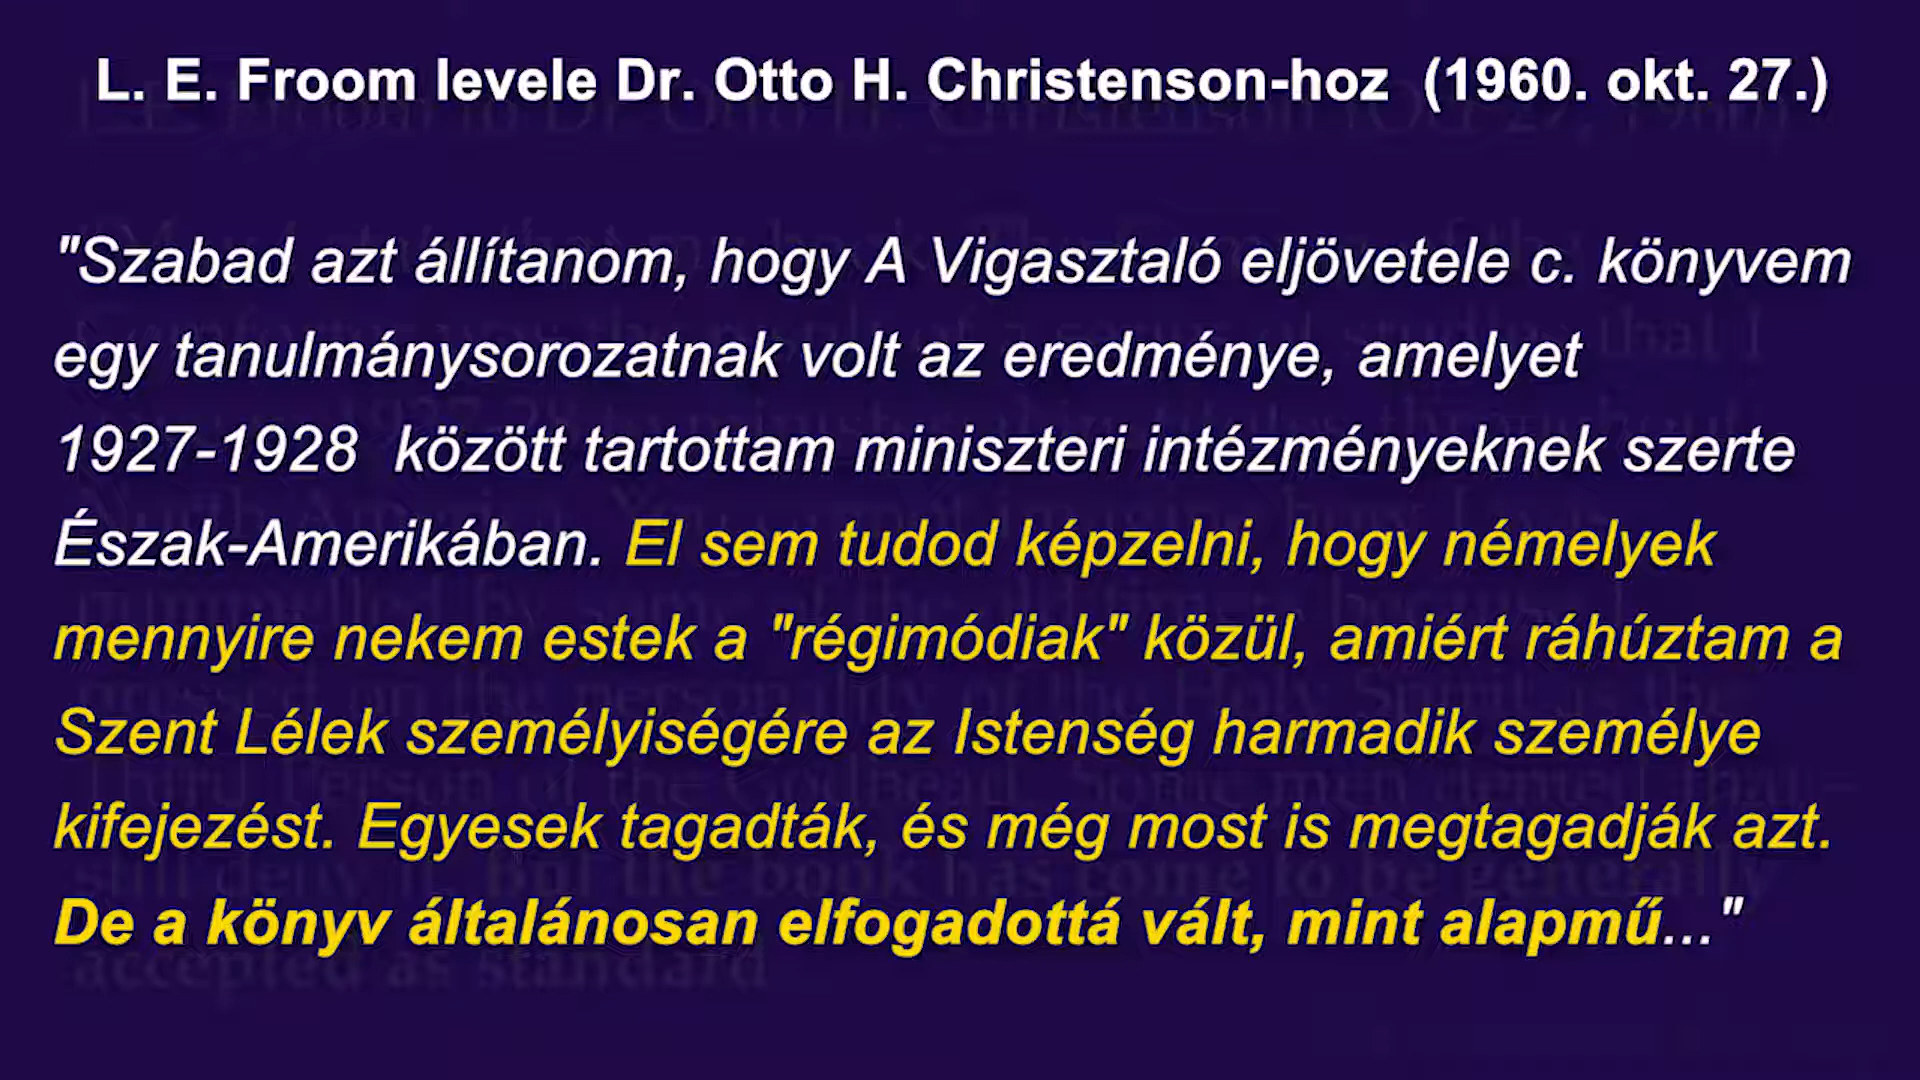 L. E. Froom levele Dr. Otto H. Christenson-hoz (1960. okt. 27.)
"Szabad azt állítanom, hogy A Vigasztaló eljövetele c. könyvem
egy tanulmánysorozatnak volt az eredménye, amelyet
1927-1928 között tartottam miniszteri intézményeknek szerte
Észak-Amerikában. El sem tudod képzelni, hogy némelyek
mennyire nekem estek a "régimódiak" közül, amiért ráhúztam a
Szent Lélek személyiségére az Istenség harmadik személye
kifejezést. Egyesek tagadták, és még most is megtagadják azt.
De a könyv általánosan elfogadottá vált, mint alapmű..."